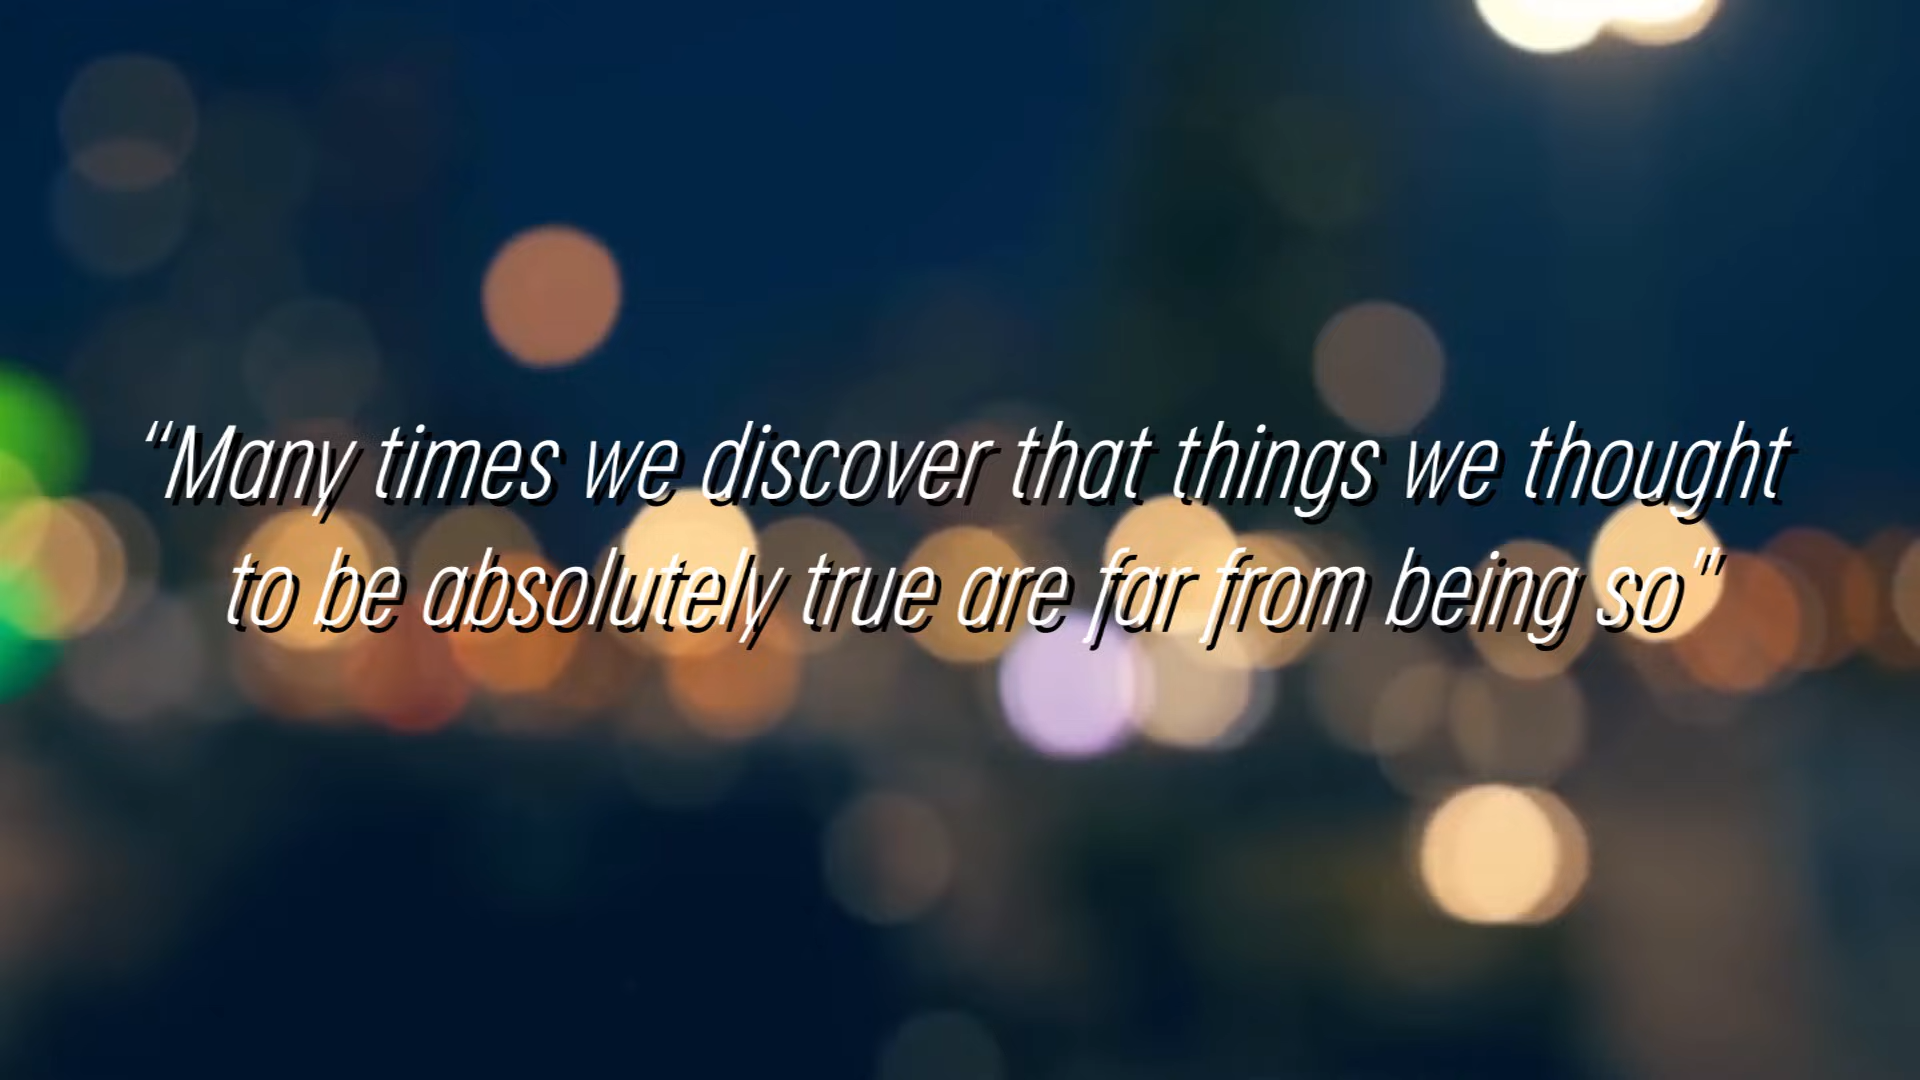 “Many times we discover that things we thought
to be absolutely true are far from being so”